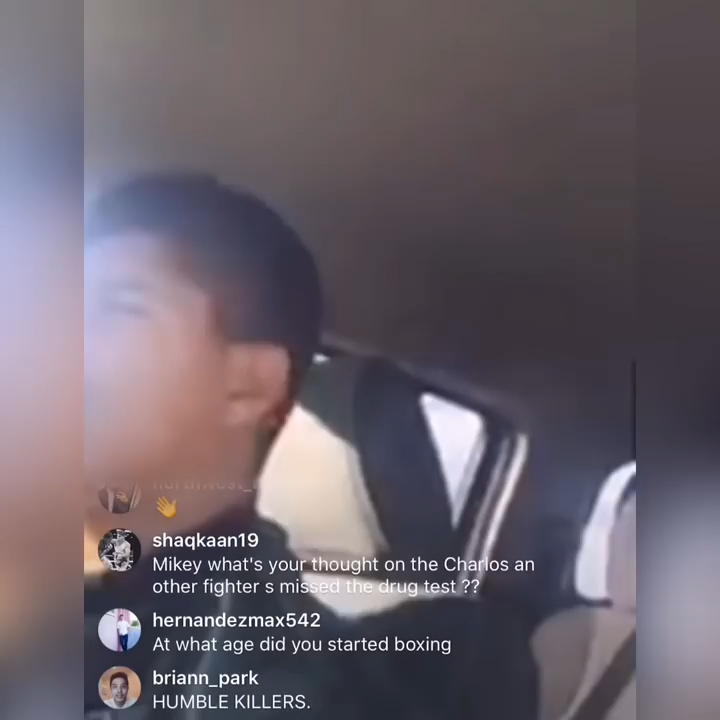 shaqkaan19
Mikey what's your thought on the Charlos an
other fighter s missed the drug test ??
hernandezmax542
At what age did you started boxing
briann_park
HUMBLE KILLERS.